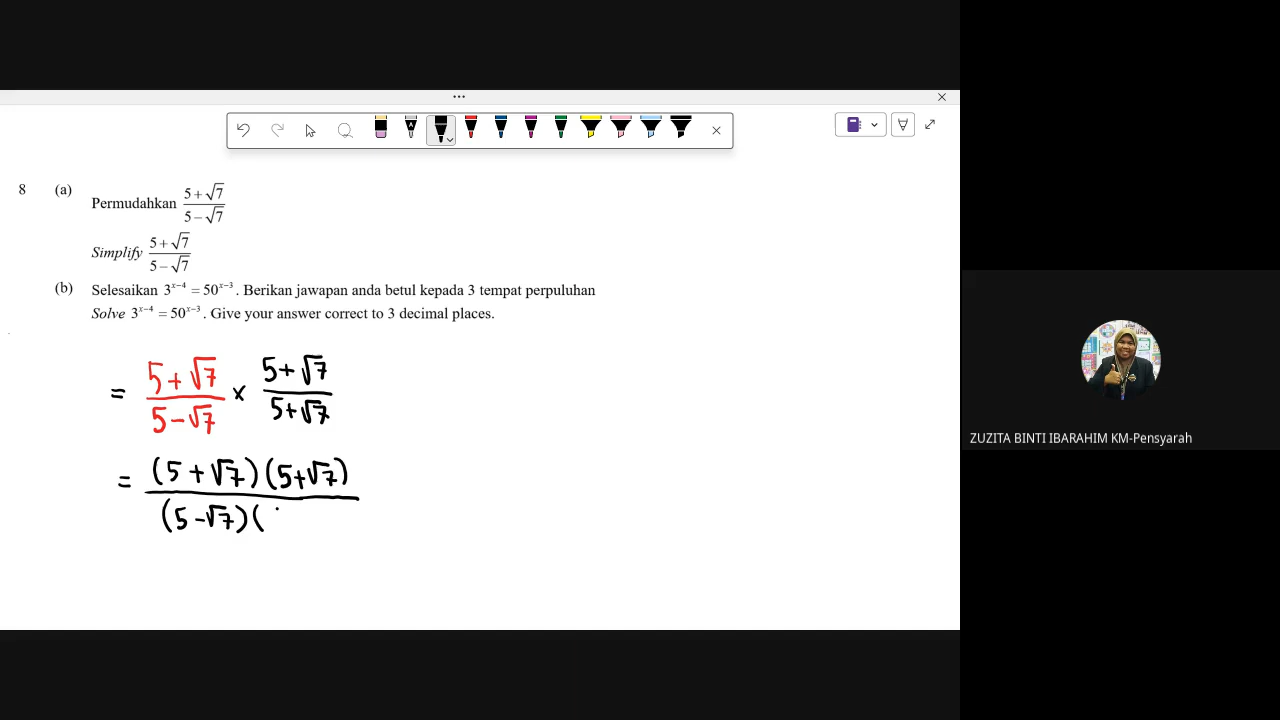 8 (a) Permudahkan (5+√7)/(5−√7)
Simplify (5+√7)/(5−√7)
(b) Selesaikan 3^(x−4) = 50^(x−3). Berikan jawapan anda betul kepada 3 tempat perpuluhan
Solve 3^(x−4) = 50^(x−3). Give your answer correct to 3 decimal places.
= (5+√7)/(5−√7) × (5+√7)/(5+√7)
= (5+√7)(5+√7)/(5−√7)(
ZUZITA BINTI IBARAHIM KM-Pensyarah